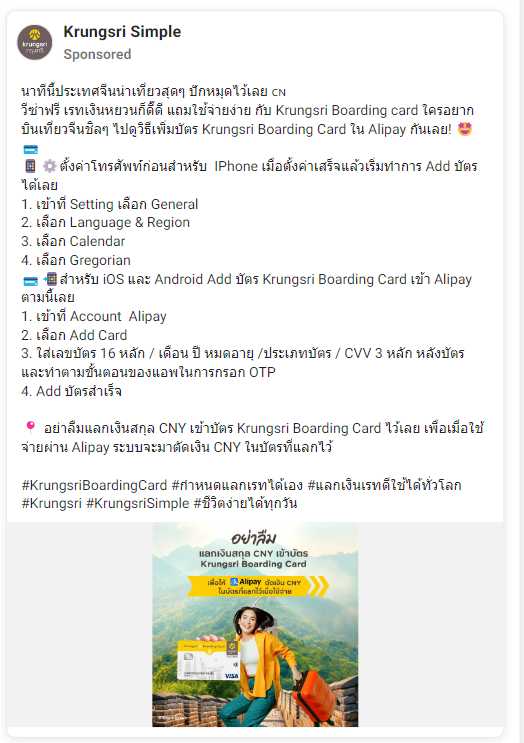 krungsri
กรุงศรี
Krungsri Simple
Sponsored
นาทีนี้ประเทศจีนน่าเที่ยวสุดๆ ปักหมุดไว้เลย CN
วีซ่าฟรี เรทเงินหยวนก็ดี๊ดี แถมใช้จ่ายง่าย กับ Krungsri Boarding card ใครอยาก
บินเที่ยวจีนชิลๆ ไปดูวิธีเพิ่มบัตร Krungsri Boarding Card ใน Alipay กันเลย! 🤩
💳
📱 ⚙️ตั้งค่าโทรศัพท์ก่อนสำหรับ IPhone เมื่อตั้งค่าเสร็จแล้วเริ่มทำการ Add บัตร
ได้เลย
1. เข้าที่ Setting เลือก General
2. เลือก Language & Region
3. เลือก Calendar
4. เลือก Gregorian
💳 📲สำหรับ iOS และ Android Add บัตร Krungsri Boarding Card เข้า Alipay
ตามนี้เลย
1. เข้าที่ Account Alipay
2. เลือก Add Card
3. ใส่เลขบัตร 16 หลัก / เดือน ปี หมดอายุ /ประเภทบัตร / CVV 3 หลัก หลังบัตร
และทำตามขั้นตอนของแอพในการกรอก OTP
4. Add บัตรสำเร็จ
📍 อย่าลืมแลกเงินสกุล CNY เข้าบัตร Krungsri Boarding Card ไว้เลย เพื่อเมื่อใช้
จ่ายผ่าน Alipay ระบบจะมาตัดเงิน CNY ในบัตรที่แลกไว้
#KrungsriBoardingCard #กำหนดแลกเรทได้เอง #แลกเงินเรทดีใช้ได้ทั่วโลก
#Krungsri #KrungsriSimple #ชีวิตง่ายได้ทุกวัน
อย่าลืม
แลกเงินสกุล CNY เข้าบัตร
Krungsri Boarding Card
เพื่อให้ Alipay ตัดเงิน CNY
ในบัตรที่แลกไว้เมื่อใช้จ่าย
Krungsri Boarding Card
VISA